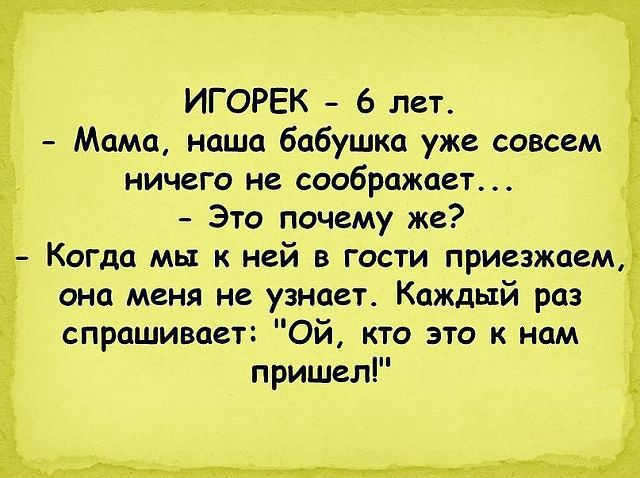 ИГОРЕК - 6 лет.
- Мама, наша бабушка уже совсем
ничего не соображает...
- Это почему же?
- Когда мы к ней в гости приезжаем,
она меня не узнает. Каждый раз
спрашивает: "Ой, кто это к нам
пришел!"